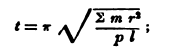 t = π √(Σ m r² / p l) ;